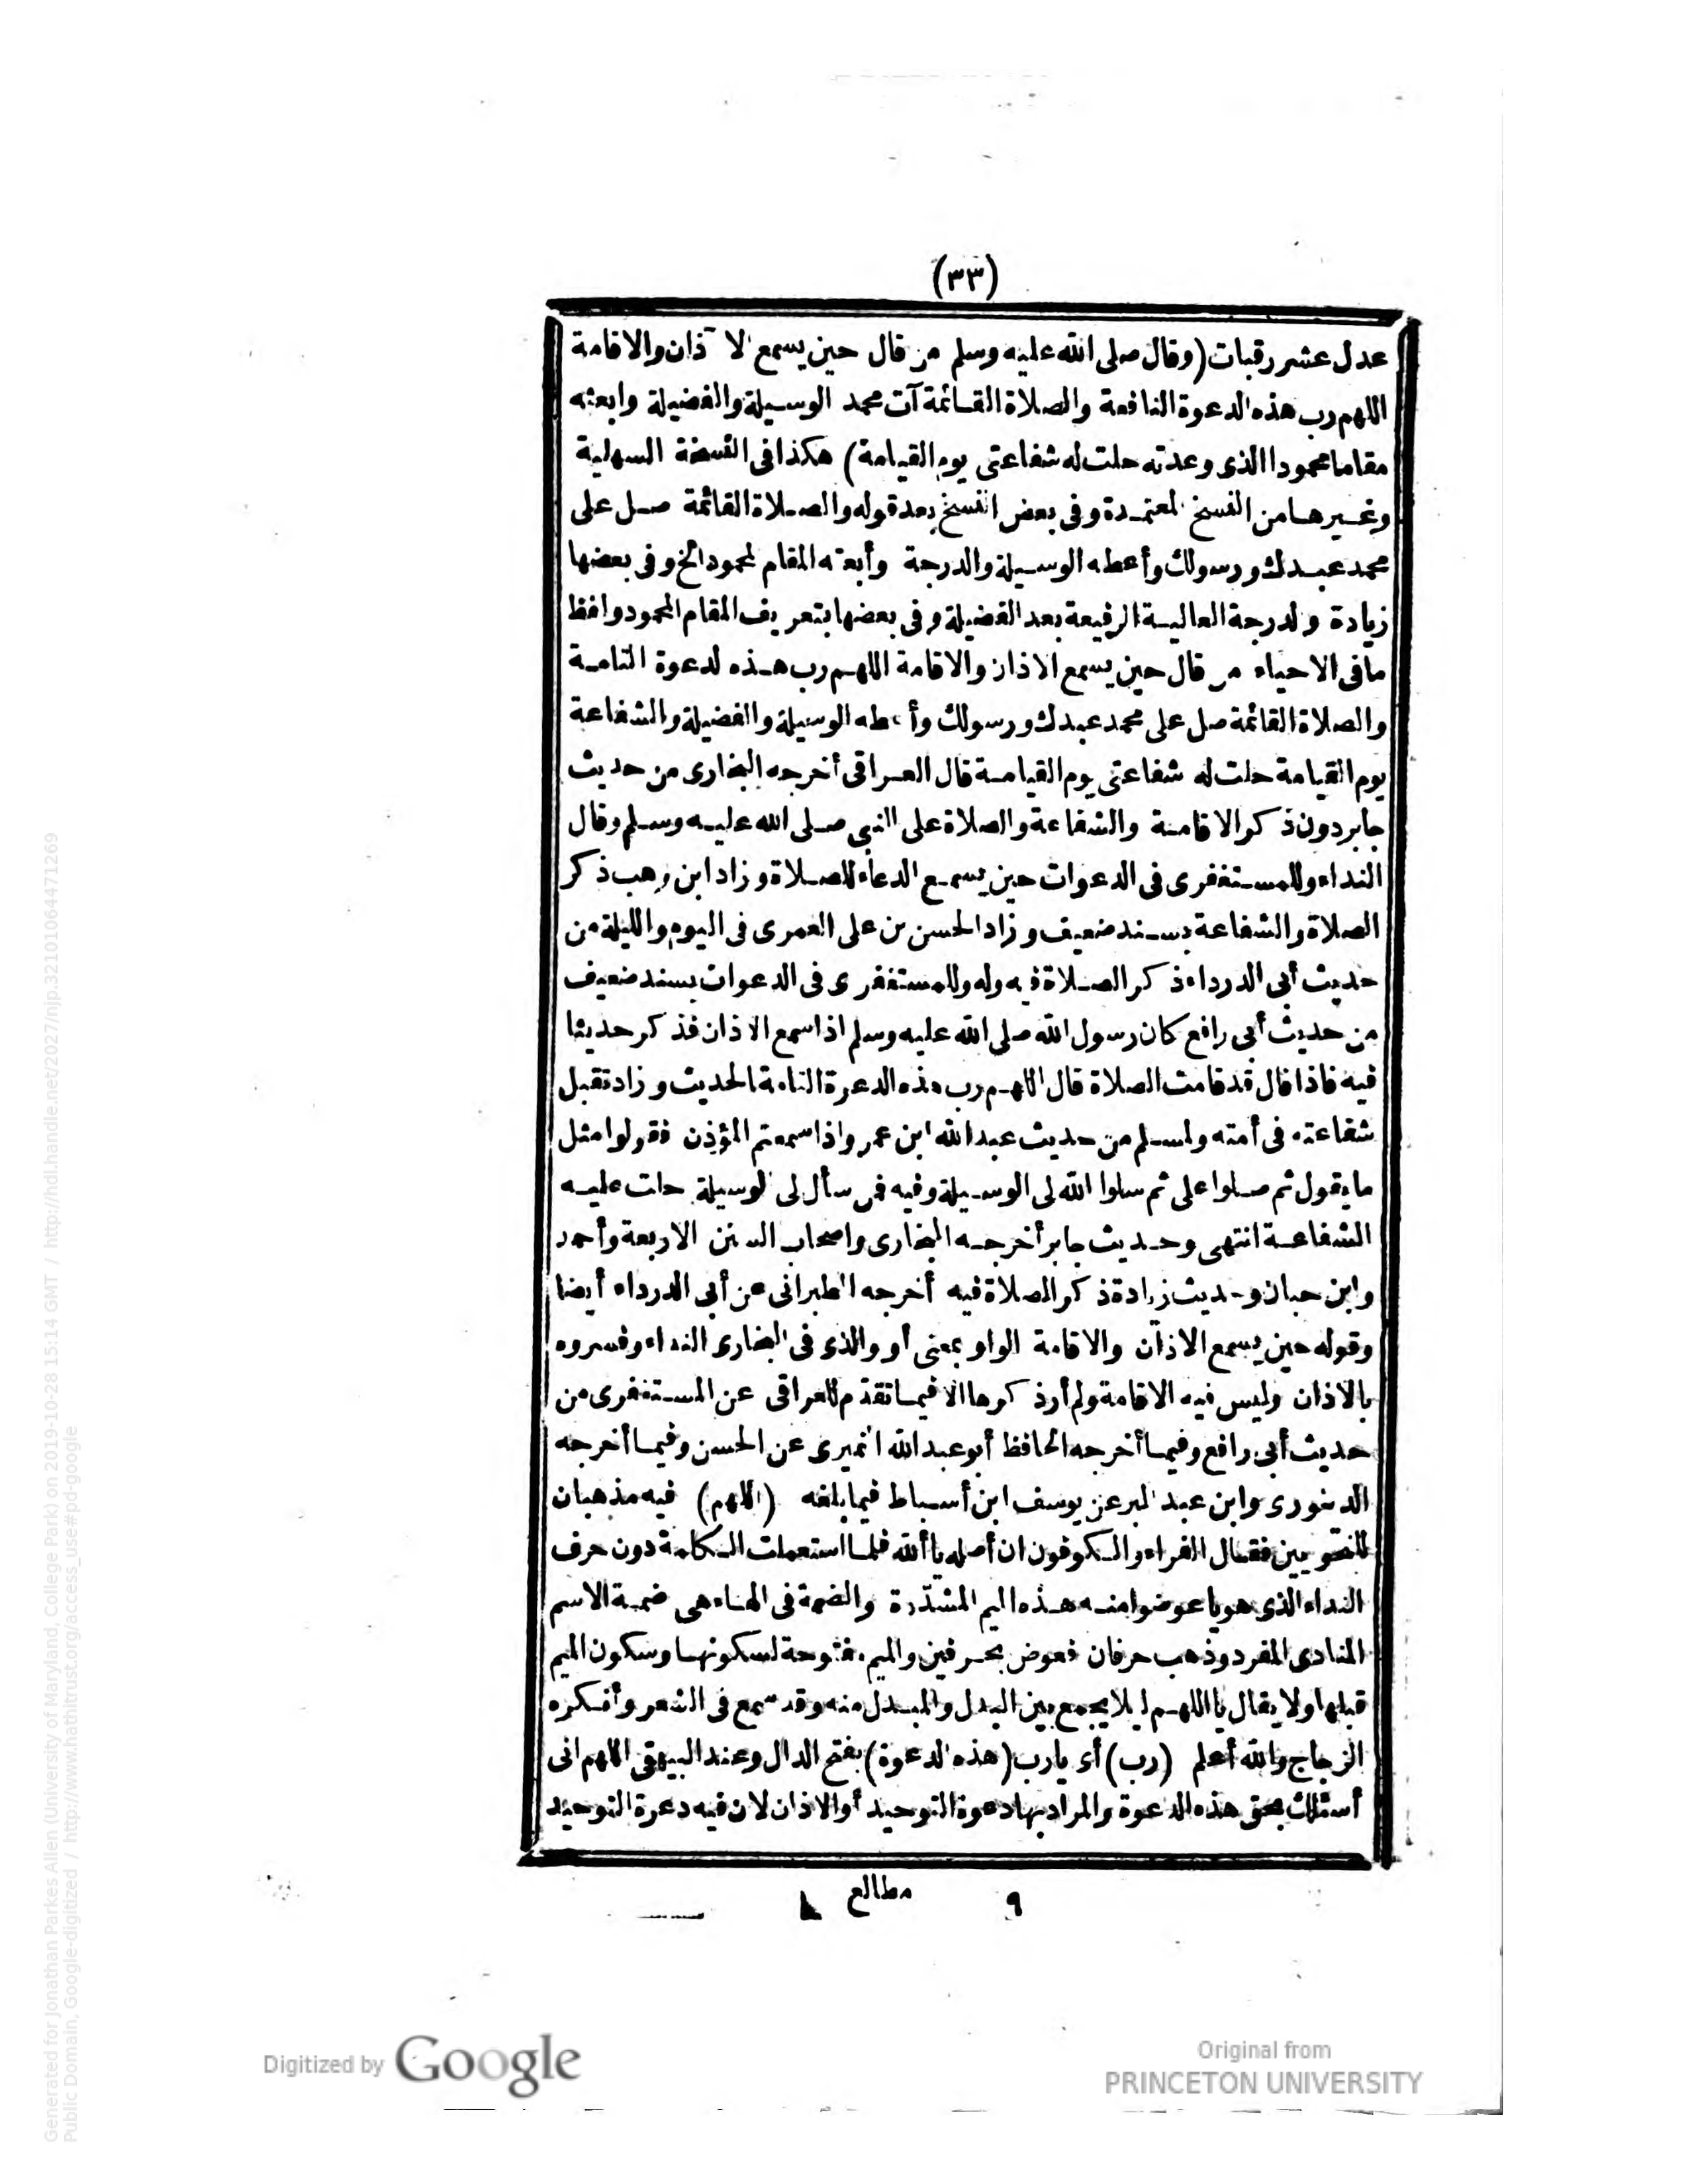 (٣٣)
عدل عشر رقبات (وقال صلى الله عليه وسلم من قال حين يسمع الاذان والاقامة
اللهم رب هذه الدعوة النافعة والصلاة القائمة آت محمد الوسيلة والفضيلة وابعثه
مقاما محمودا الذى وعدته حلت له شفاعتى يوم القيامة) هكذا فى النسخة السهلية
وغيرها من النسخ المعتمدة وفى بعض النسخ بعد قوله والصلاة القائمة صل على
محمد عبدك ورسولك وأعطه الوسيلة والدرجة وأبعثه المقام المحمود الخ وفى بعضها
زيادة والدرجة العالية الرفيعة بعد الفضيلة وفى بعضها بتعريف المقام المحمود ولفظ
ما فى الاحياء من قال حين يسمع الاذان والاقامة اللهم رب هذه الدعوة التامة
والصلاة القائمة صل على محمد عبدك ورسولك وأعطه الوسيلة والفضيلة والشفاعة
يوم القيامة حلت له شفاعتى يوم القيامة قال العراقى أخرجه البخارى من حديث
جابر دون ذكر الاقامة والشفاعة والصلاة على النبى صلى الله عليه وسلم وقال
النداء وللمستغفرى فى الدعوات حين يسمع الدعاء للصلاة وزاد ابن وهب ذكر
الصلاة والشفاعة بسند ضعيف وزاد الحسن بن على العمرى فى اليوم والليلة من
حديث أبى الدرداء ذكر الصلاة فيه وله وللمستغفرى فى الدعوات بسند ضعيف
من حديث أبى رافع كان رسول الله صلى الله عليه وسلم اذا سمع الاذان فذكر حديثا
فيه فاذا قال قد قامت الصلاة قال اللهم رب هذه الدعوة التامة الحديث وزاد تقبل
شفاعته فى أمته ولمسلم من حديث عبد الله ابن عمر واذا سمعتم المؤذن فقولوا مثل
ما يقول ثم صلوا على ثم سلوا الله لى الوسيلة وفيه فمن سأل لى الوسيلة حلت عليه
الشفاعة انتهى وحديث جابر أخرجه البخارى واصحاب السنن الاربعة وأحمد
وابن حبان وحديث زيادة ذكر الصلاة فيه أخرجه الطبرانى عن أبى الدرداء أيضا
وقوله حين يسمع الاذان والاقامة الواو بمعنى أو والذى فى البخارى النداء وفسروه
بالاذان وليس فيه الاقامة ولم أر ذكرها الا فيما تقدم للعراقى عن المستغفرى من
حديث أبى رافع وفيما أخرجه الحافظ أبو عبد الله النميرى عن الحسن وفيما أخرجه
الدينورى وابن عبد البر عن يوسف ابن أسباط فيما بلغه (اللهم) فيه مذهبان
للنحويين فقال الفراء والكوفون ان أصله يا ألله فلما استعملت الكلمة دون حرف
النداء الذى هو يا عوضوا منه هذه الميم المشددة والضمة فى الهاء هى ضمة الاسم
المنادى المفرد وذهب حرفان فعوض بحرفين والميم مفتوحة لسكونها وسكون الميم
قبلها ولا يقال يا اللهم ليلا يجمع بين البدل والمبدل منه وقد سمع فى الشعر وأنكره
الزجاج والله أعلم (رب) أى يا رب (هذه الدعوة) بفتح الدال وعند البيهقى اللهم انى
أسئلك بحق هذه الدعوة والمراد بها دعوة التوحيد أو الاذان لان فيه دعوة التوحيد
٩ مطالع
Digitized by Google
Original from
PRINCETON UNIVERSITY
Generated for Jonathan Parkes Allen (University of Maryland, College Park) on 2019-10-28 15:14 GMT / http://hdl.handle.net/2027/njp.32101064471269
Public Domain, Google-digitized / http://www.hathitrust.org/access_use#pd-google